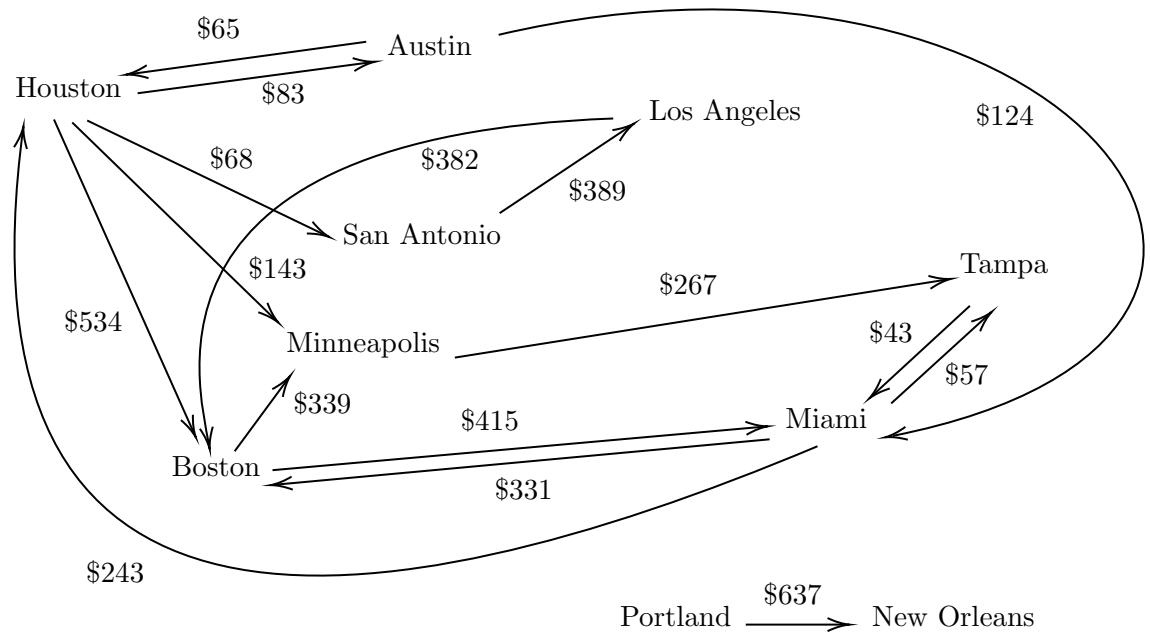 $65
Austin
Houston
$83
Los Angeles
$124
$68
$382
$389
San Antonio
$143
Tampa
$267
$534
$43
Minneapolis
$57
$339
$415
Miami
Boston
$331
$243
$637
Portland
New Orleans